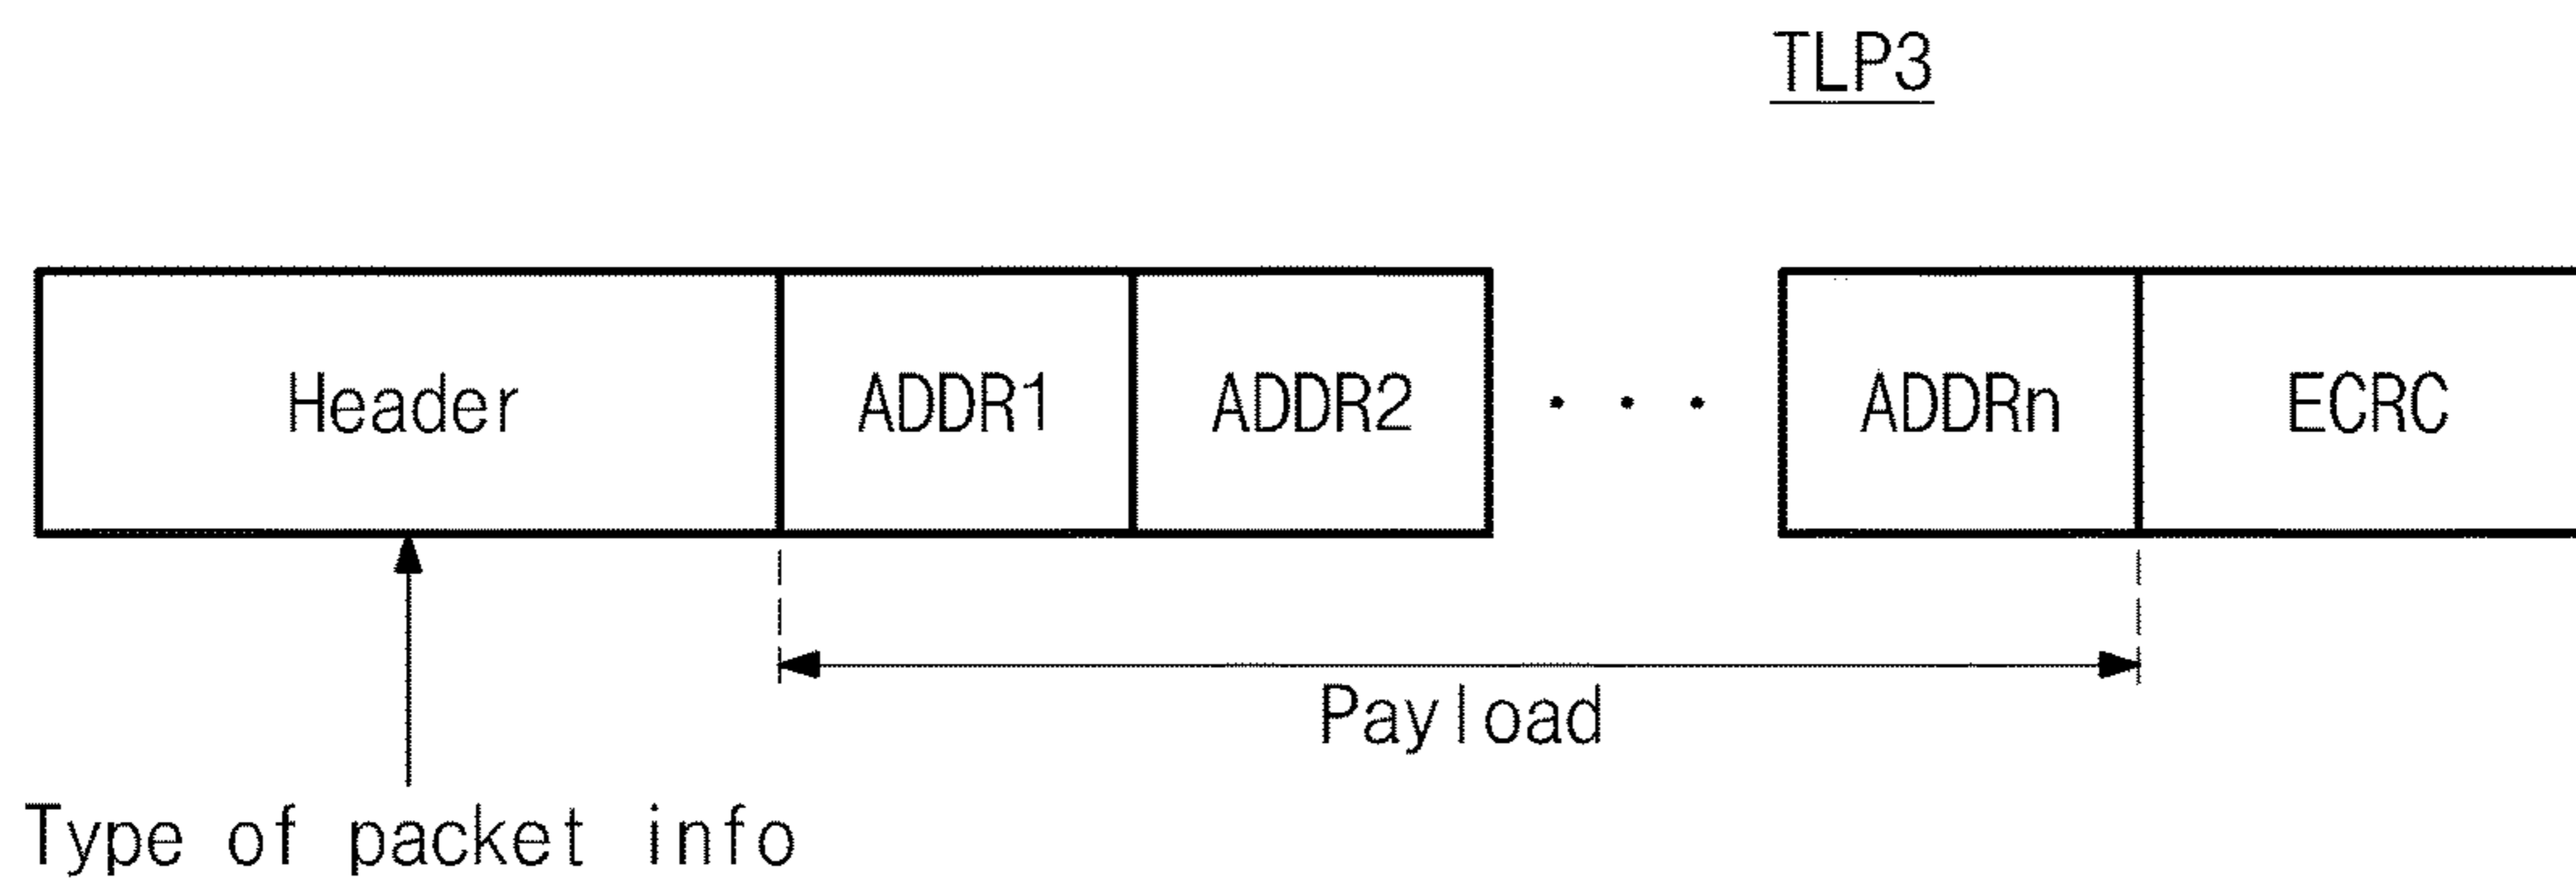 TLP3
Header ADDR1 ADDR2 · · · ADDRn ECRC
Payload
Type of packet info